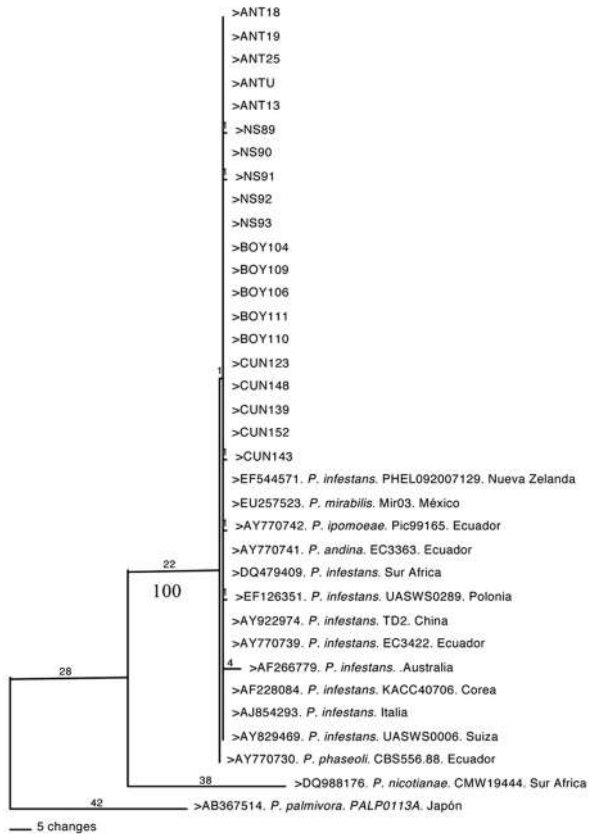 >ANT18
>ANT19
>ANT25
>ANTU
>ANT13
>NS89
>NS90
>NS91
>NS92
>NS93
>BOY104
>BOY109
>BOY106
>BOY111
>BOY110
>CUN123
1
>CUN148
>CUN139
>CUN152
>CUN143
>EF544571. P. infestans. PHEL092007129. Nueva Zelanda
>EU257523. P. mirabilis. Mir03. México
>AY770742. P. ipomoeae. Pic99165. Ecuador
>AY770741. P. andina. EC3363. Ecuador
22
>DQ479409. P. infestans. Sur Africa
100
>EF126351. P. infestans. UASWS0289. Polonia
>AY922974. P. infestans. TD2. China
>AY770739. P. infestans. EC3422. Ecuador
4
>AF266779. P. infestans. .Australia
28
>AF228084. P. infestans. KACC40706. Corea
>AJ854293. P. infestans. Italia
>AY829469. P. infestans. UASWS0006. Suiza
>AY770730. P. phaseoli. CBS556.88. Ecuador
38
>DQ988176. P. nicotianae. CMW19444. Sur Africa
42
>AB367514. P. palmivora. PALP0113A. Japón
5 changes